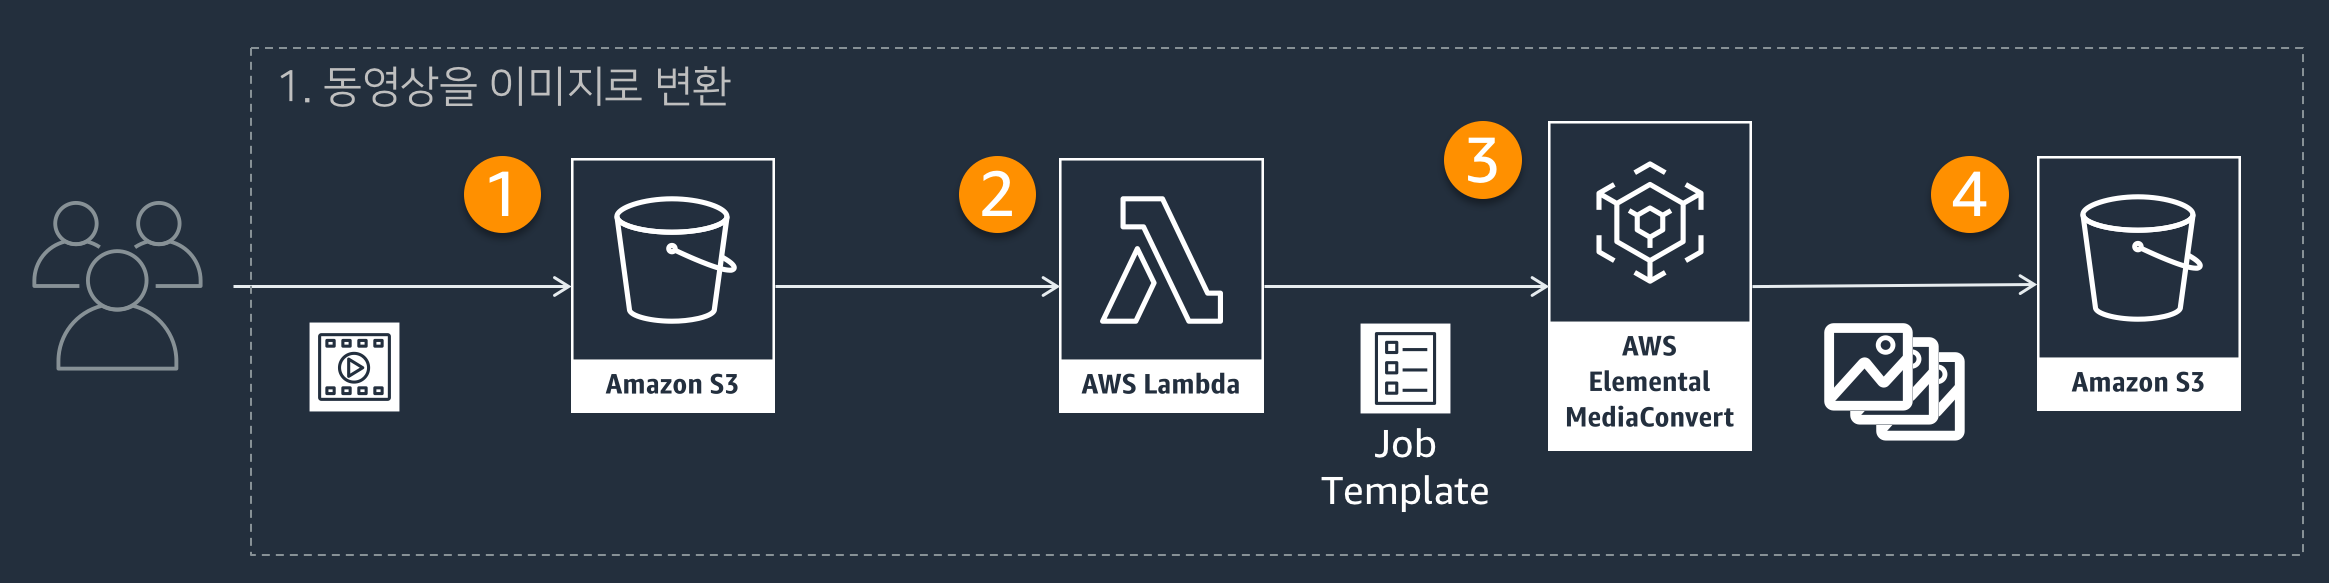 1. 동영상을 이미지로 변환
1
Amazon S3
2
AWS Lambda
Job
Template
3
AWS
Elemental
MediaConvert
4
Amazon S3